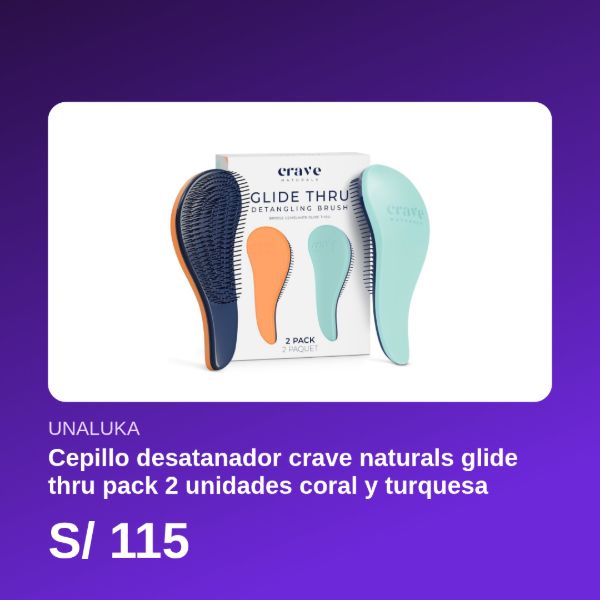 crave
NATURALS
GLIDE THRU
DETANGLING BRUSH
2 PACK
2 PAQUET
crave
NATURALS
UNALUKA
Cepillo desatanador crave naturals glide
thru pack 2 unidades coral y turquesa
S/ 115